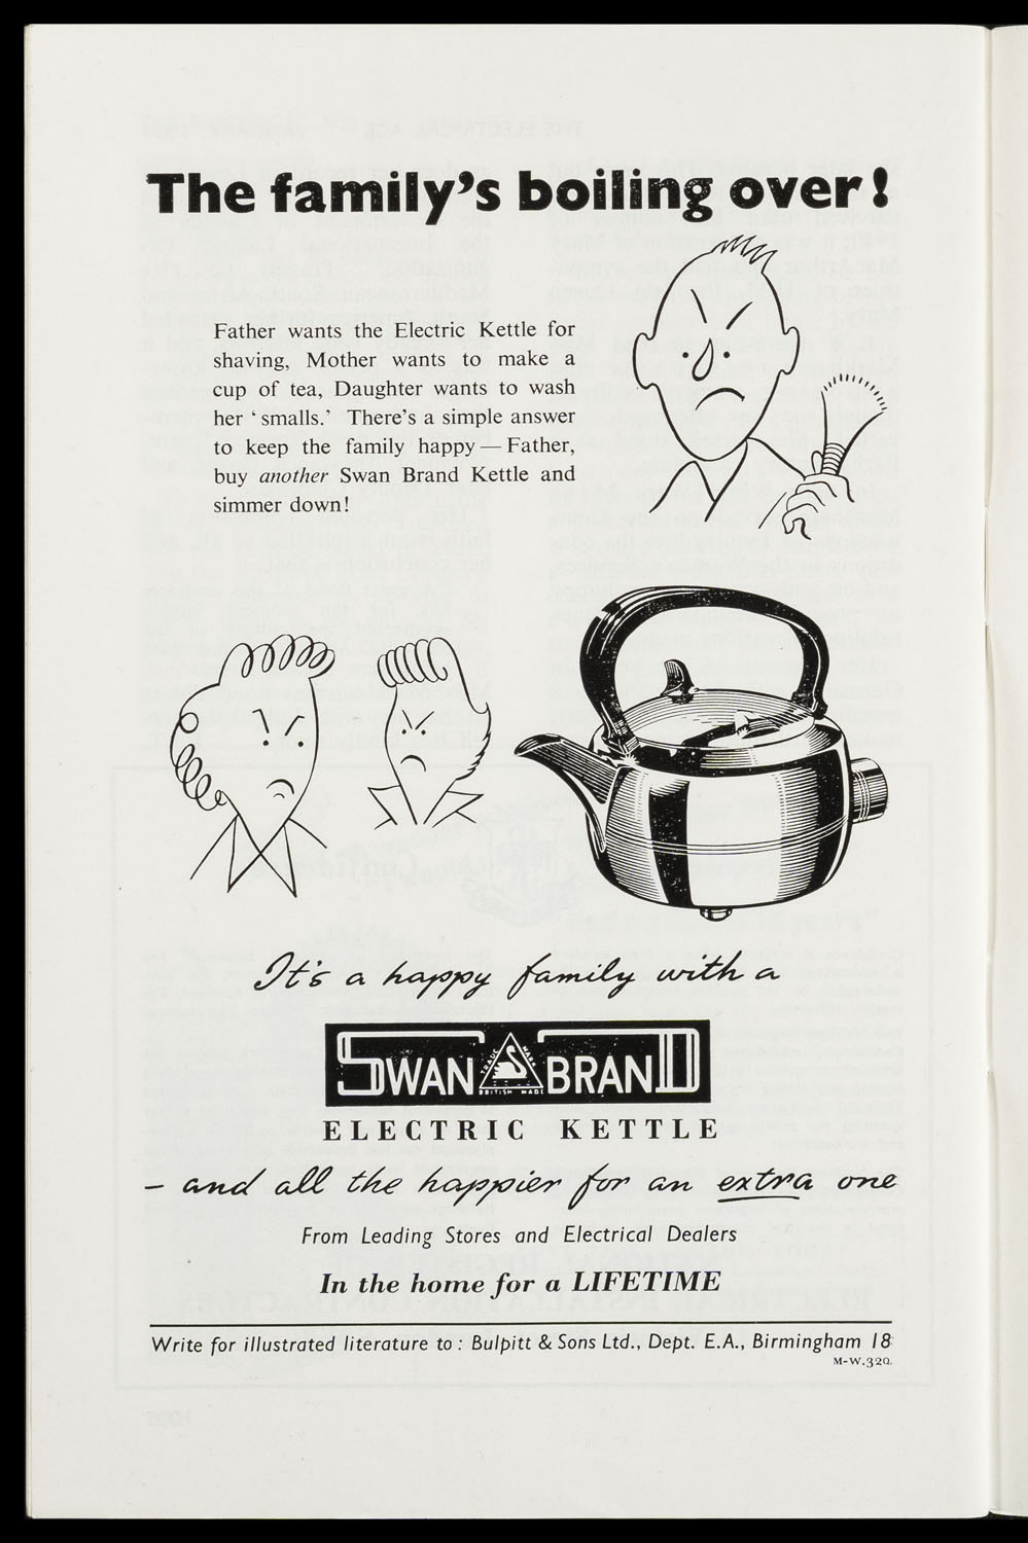 The family's boiling over!
Father wants the Electric Kettle for
shaving, Mother wants to make a
cup of tea, Daughter wants to wash
her ‘smalls.’ There's a simple answer
to keep the family happy — Father,
buy another Swan Brand Kettle and
simmer down!
It's a happy family with a
SWAN BRAND
TRADE MARK
BRITISH MADE
ELECTRIC KETTLE
– and all the happier for an extra one
From Leading Stores and Electrical Dealers
In the home for a LIFETIME
Write for illustrated literature to: Bulpitt & Sons Ltd., Dept. E.A., Birmingham 18
M-W.320.